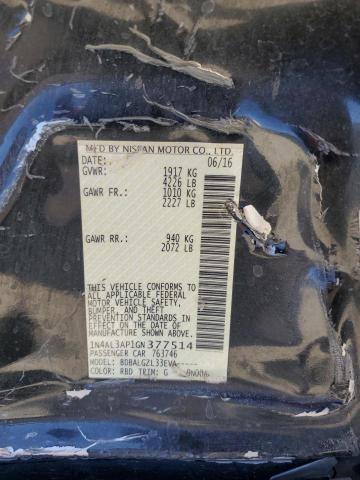 MFD BY NISSAN MOTOR CO., LTD.
DATE: 06/16
GVWR: 1917 KG
4226 LB
GAWR FR: 1010 KG
2227 LB
GAWR RR: 940 KG
2072 LB
THIS VEHICLE CONFORMS TO
ALL APPLICABLE FEDERAL
MOTOR VEHICLE SAFETY,
BUMPER, AND THEFT
PREVENTION STANDARDS IN
EFFECT ON THE DATE OF
MANUFACTURE SHOWN ABOVE.
1N4AL3AP1GN377514
PASSENGER CAR 763746
MODEL: BDBALGZL33EVA-----
COLOR: RBD TRIM: G